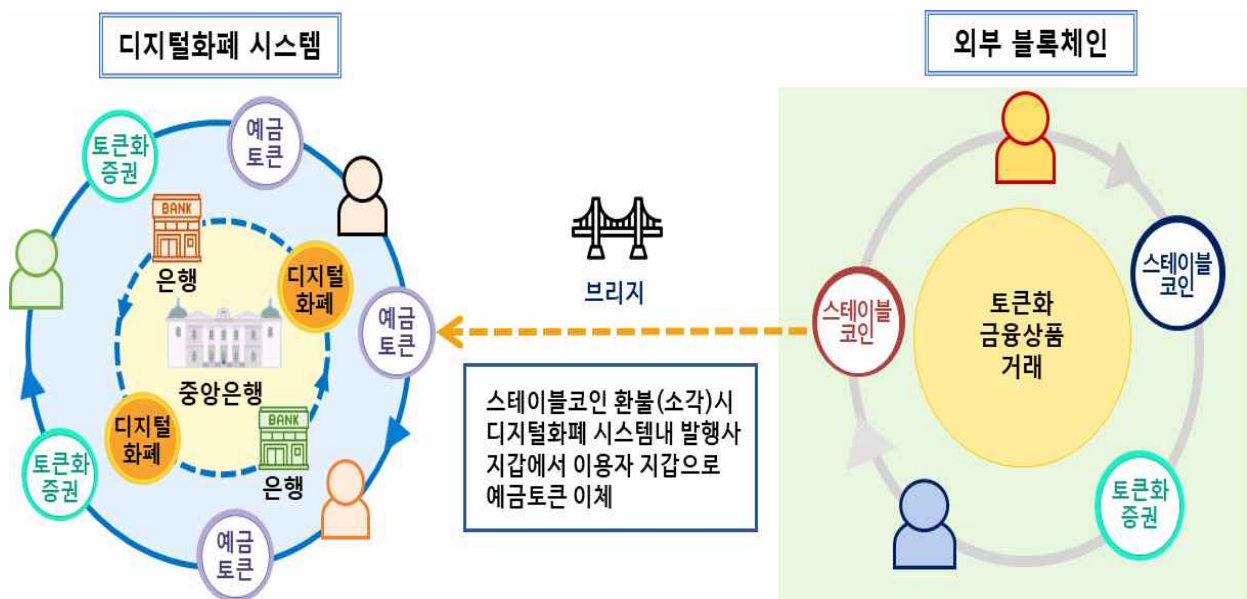 디지털화폐 시스템
외부 블록체인
예금
토큰
토큰화
증권
BANK
은행
디지털
화폐
예금
토큰
중앙은행
디지털
화폐
BANK
은행
토큰화
증권
예금
토큰
브리지
스테이블코인 환불(소각)시
디지털화폐 시스템내 발행사
지갑에서 이용자 지갑으로
예금토큰 이체
스테이블
코인
스테이블
코인
토큰화
금융상품
거래
토큰화
증권